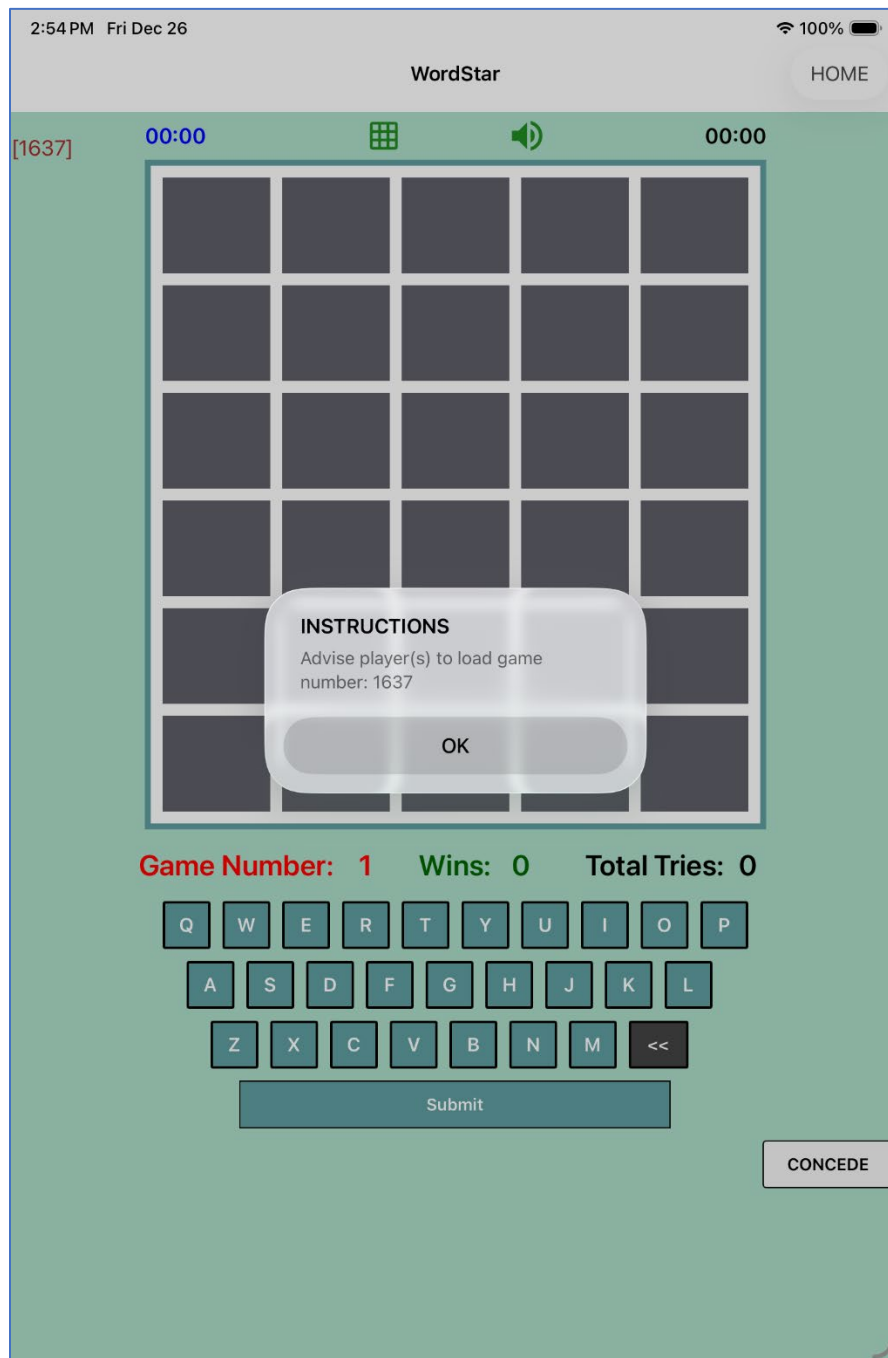 2:54 PM Fri Dec 26 100%
WordStar HOME
[1637] 00:00 00:00
INSTRUCTIONS
Advise player(s) to load game
number: 1637
OK
Game Number: 1 Wins: 0 Total Tries: 0
Q W E R T Y U I O P
A S D F G H J K L
Z X C V B N M <<
Submit
CONCEDE